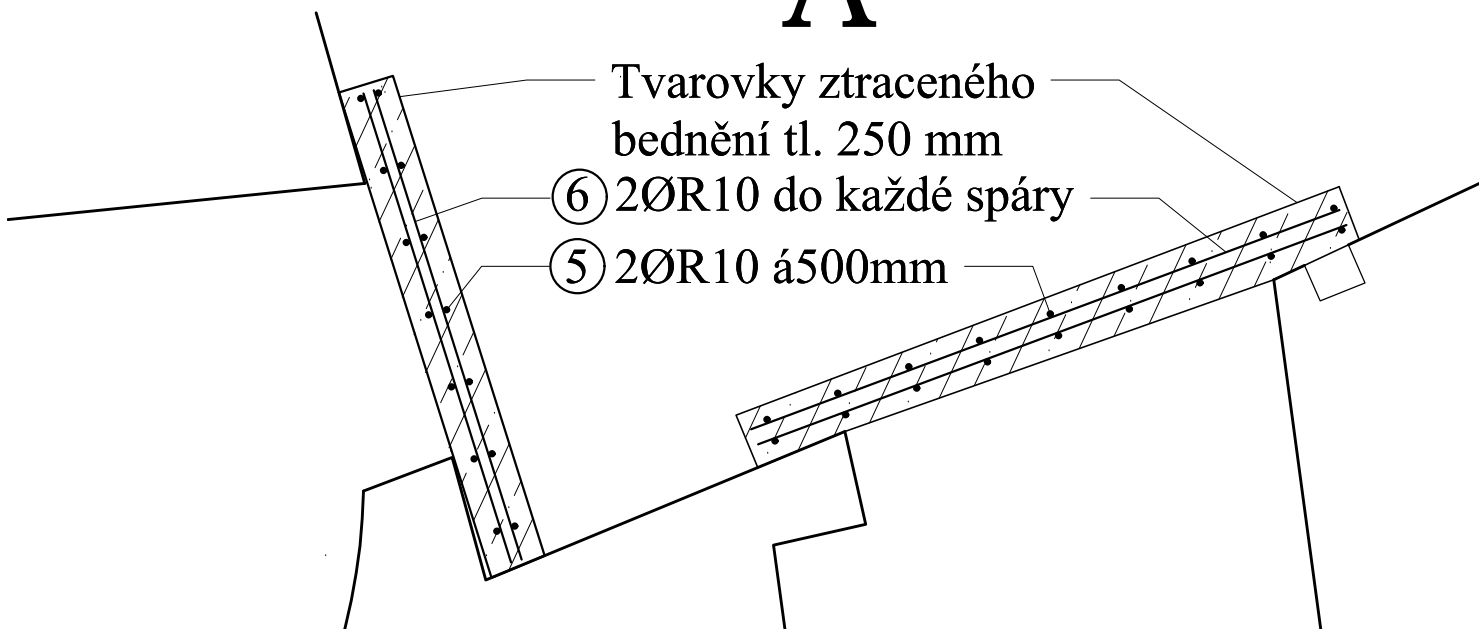 A
Tvarovky ztraceného
bednění tl. 250 mm
6 2ØR10 do každé spáry
5 2ØR10 á500mm